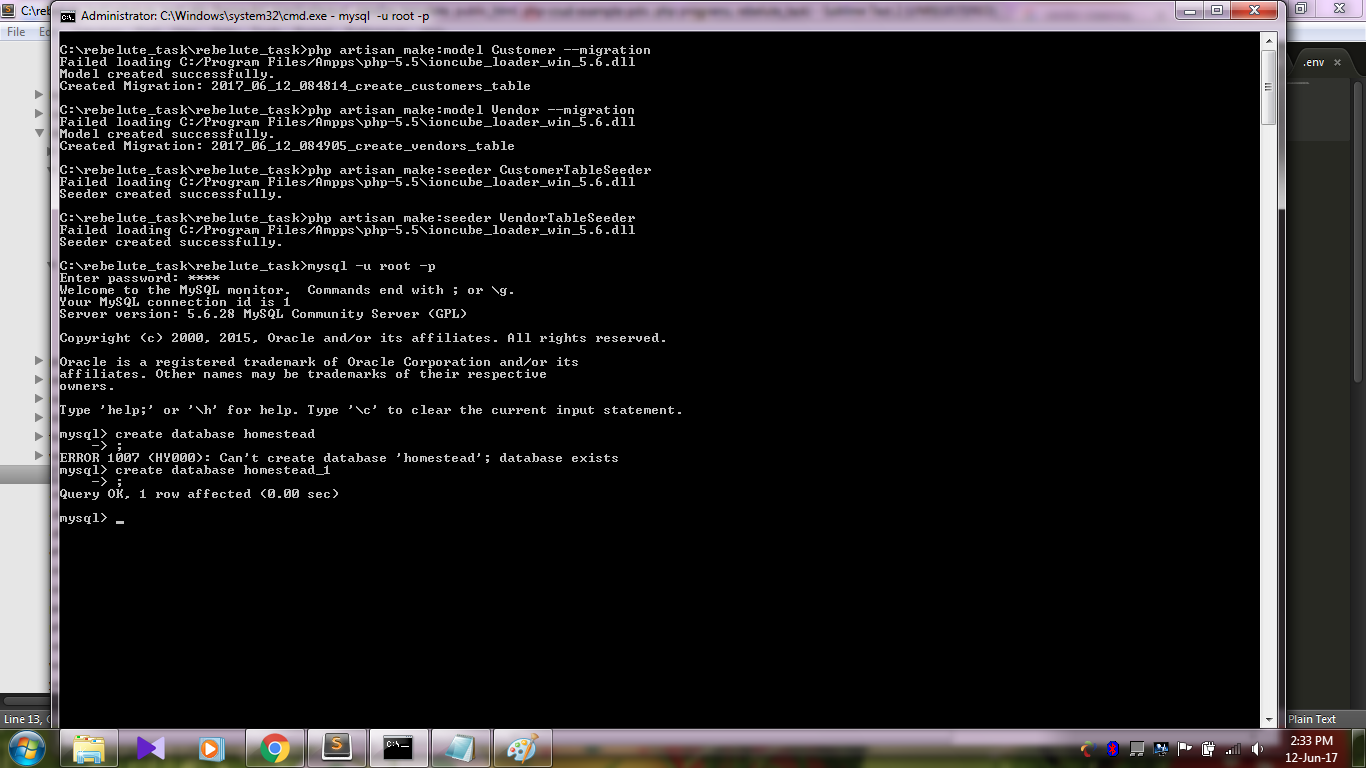 C:\reb
Administrator: C:\Windows\system32\cmd.exe - mysql  -u root -p
File
.env
C:\rebelute_task\rebelute_task>php artisan make:model Customer --migration
Failed loading C:/Program Files/Ampps\php-5.5\ioncube_loader_win_5.6.dll
Model created successfully.
Created Migration: 2017_06_12_084814_create_customers_table
C:\rebelute_task\rebelute_task>php artisan make:model Vendor --migration
Failed loading C:/Program Files/Ampps\php-5.5\ioncube_loader_win_5.6.dll
Model created successfully.
Created Migration: 2017_06_12_084905_create_vendors_table
C:\rebelute_task\rebelute_task>php artisan make:seeder CustomerTableSeeder
Failed loading C:/Program Files/Ampps\php-5.5\ioncube_loader_win_5.6.dll
Seeder created successfully.
C:\rebelute_task\rebelute_task>php artisan make:seeder VendorTableSeeder
Failed loading C:/Program Files/Ampps\php-5.5\ioncube_loader_win_5.6.dll
Seeder created successfully.
C:\rebelute_task\rebelute_task>mysql -u root -p
Enter password: ****
Welcome to the MySQL monitor.  Commands end with ; or \g.
Your MySQL connection id is 1
Server version: 5.6.28 MySQL Community Server (GPL)
Copyright (c) 2000, 2015, Oracle and/or its affiliates. All rights reserved.
Oracle is a registered trademark of Oracle Corporation and/or its
affiliates. Other names may be trademarks of their respective
owners.
Type 'help;' or '\h' for help. Type '\c' to clear the current input statement.
mysql> create database homestead
    -> ;
ERROR 1007 (HY000): Can't create database 'homestead'; database exists
mysql> create database homestead_1
    -> ;
Query OK, 1 row affected (0.00 sec)
mysql> _
Line 13,
Plain Text
2:33 PM
12-Jun-17